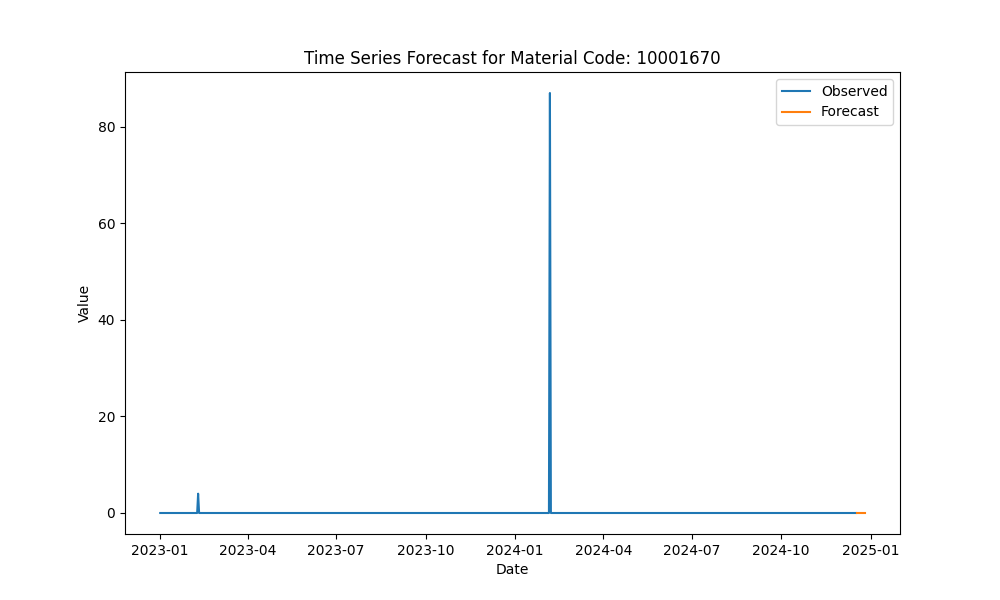 Time Series Forecast for Material Code: 10001670
Observed
Forecast
80
60
40
20
0
Value
2023-01 2023-04 2023-07 2023-10 2024-01 2024-04 2024-07 2024-10 2025-01
Date